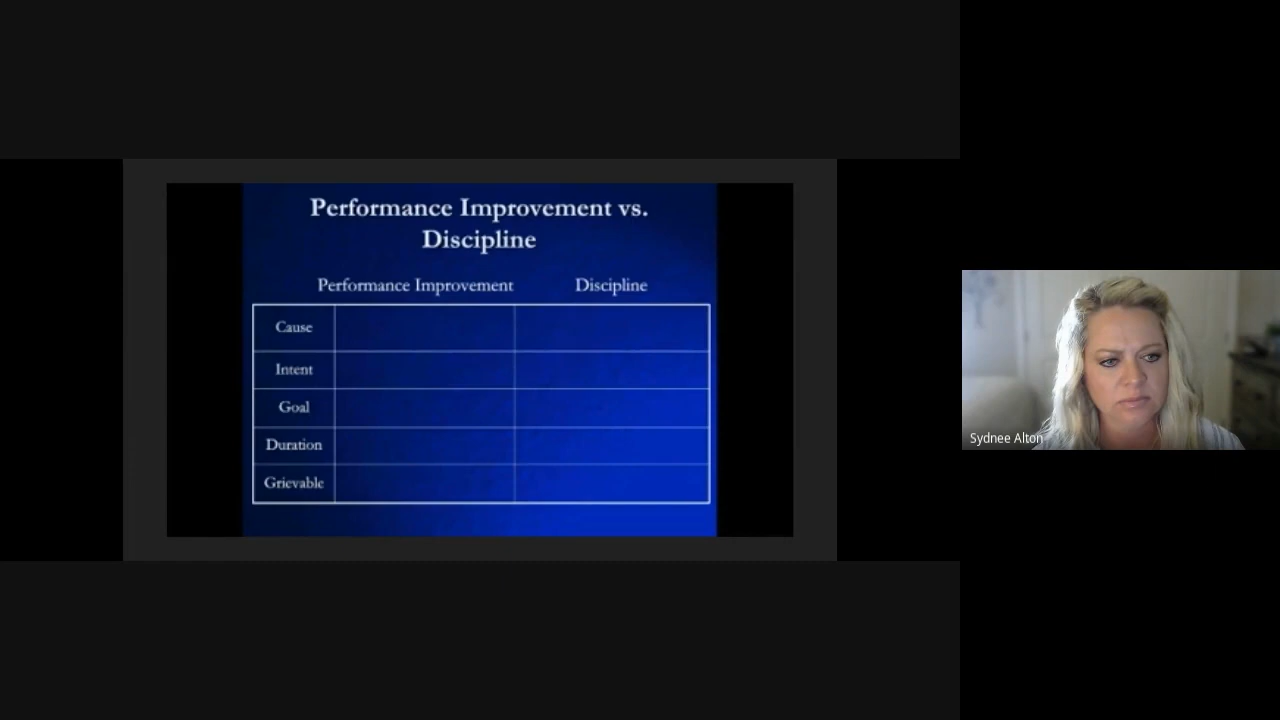 Performance Improvement vs.
Discipline
Performance Improvement Discipline
Cause
Intent
Goal
Duration
Grievable
Sydnee Alton